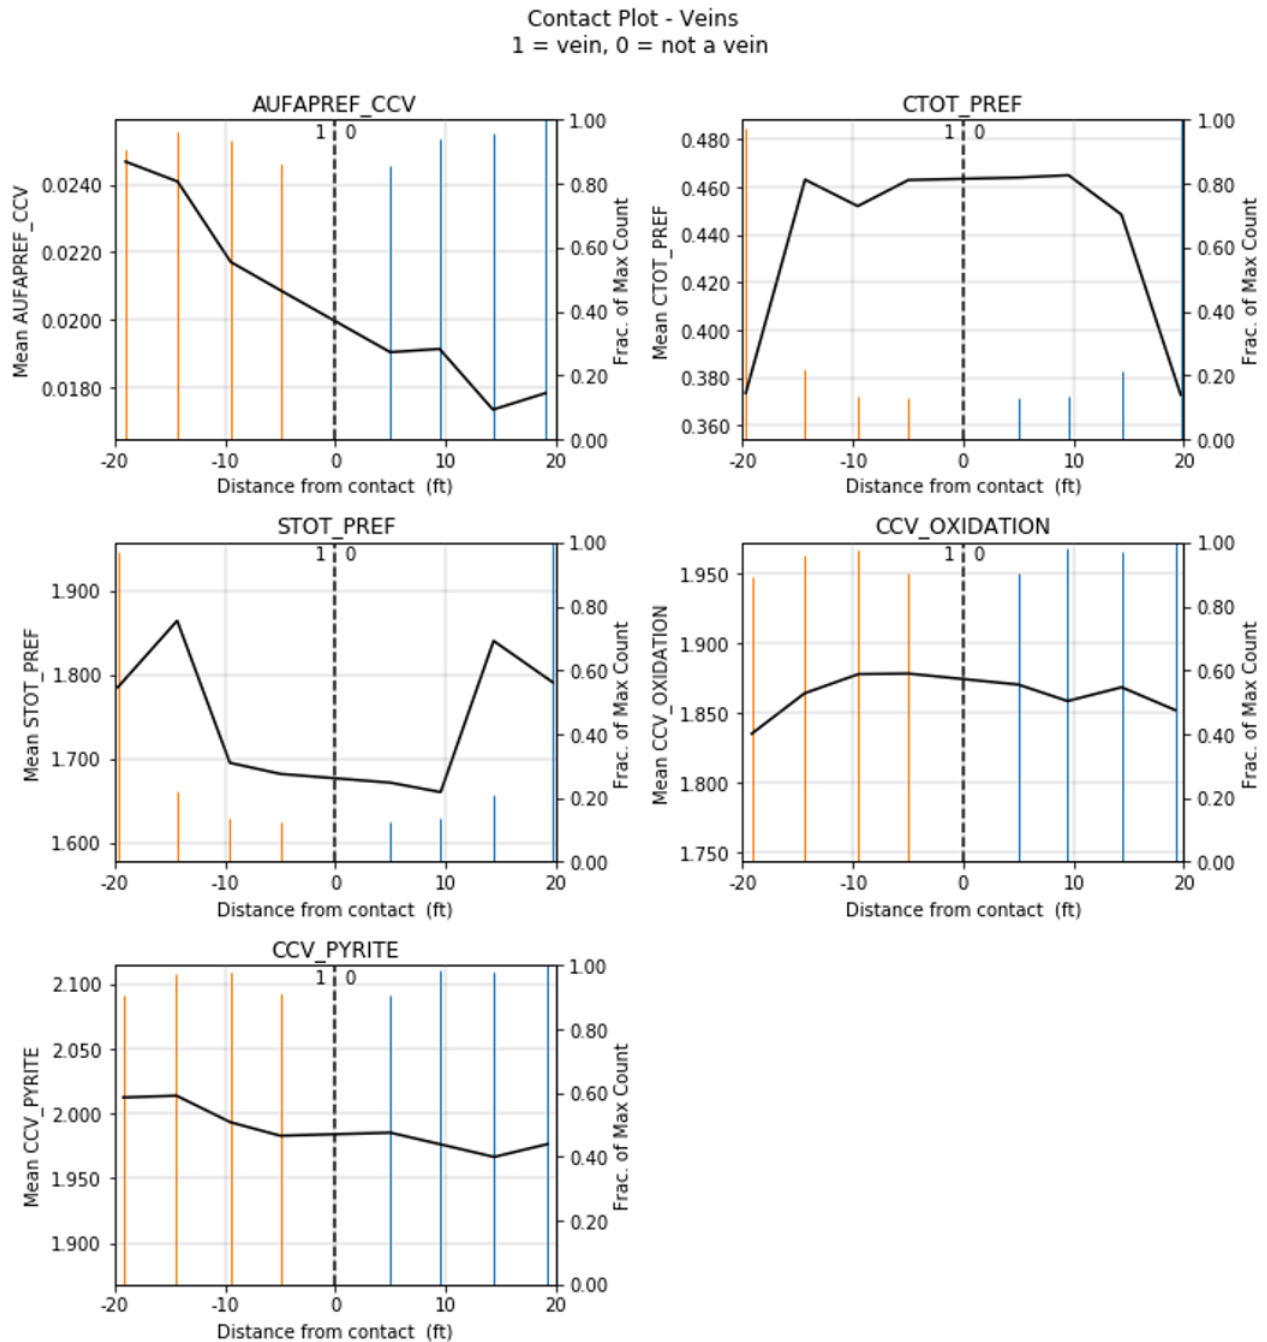 Contact Plot - Veins
1 = vein, 0 = not a vein
AUFAPREF_CCV
1 0
Mean AUFAPREF_CCV
0.0240
0.0220
0.0200
0.0180
1.00
0.80
0.60
0.40
0.20
0.00
Frac. of Max Count
-20 -10 0 10 20
Distance from contact (ft)
CTOT_PREF
1 0
Mean CTOT_PREF
0.480
0.460
0.440
0.420
0.400
0.380
0.360
1.00
0.80
0.60
0.40
0.20
0.00
Frac. of Max Count
-20 -10 0 10 20
Distance from contact (ft)
STOT_PREF
1 0
Mean STOT_PREF
1.900
1.800
1.700
1.600
1.00
0.80
0.60
0.40
0.20
0.00
Frac. of Max Count
-20 -10 0 10 20
Distance from contact (ft)
CCV_OXIDATION
1 0
Mean CCV_OXIDATION
1.950
1.900
1.850
1.800
1.750
1.00
0.80
0.60
0.40
0.20
0.00
Frac. of Max Count
-20 -10 0 10 20
Distance from contact (ft)
CCV_PYRITE
1 0
Mean CCV_PYRITE
2.100
2.050
2.000
1.950
1.900
1.00
0.80
0.60
0.40
0.20
0.00
Frac. of Max Count
-20 -10 0 10 20
Distance from contact (ft)